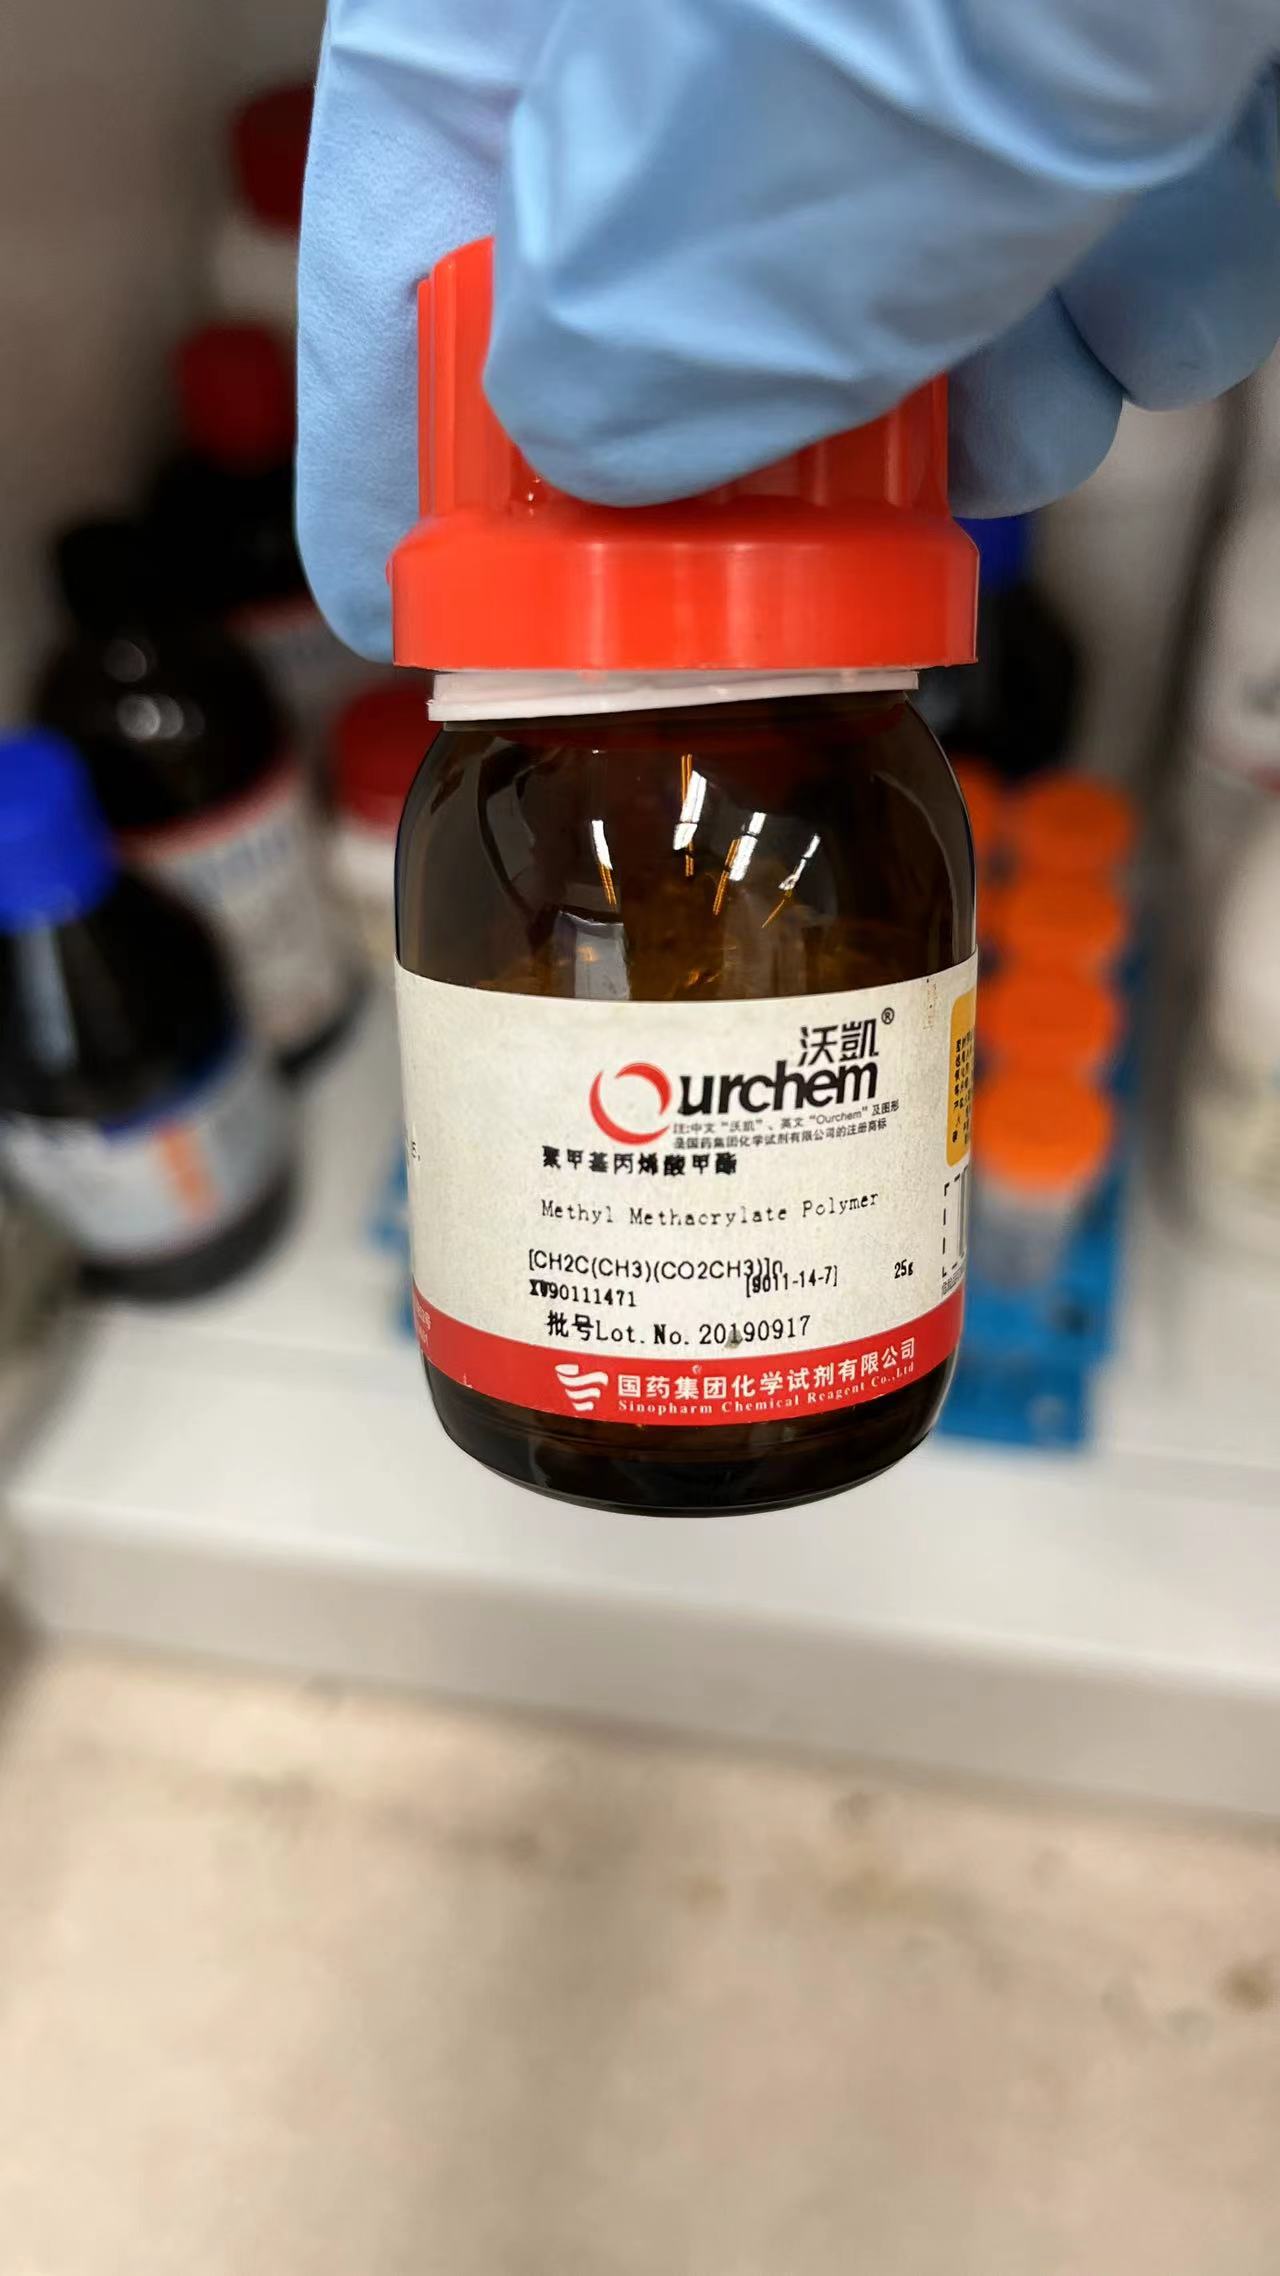 沃凯®
Ourchem
注:中文“沃凯”、英文“Ourchem”及图形
是国药集团化学试剂有限公司的注册商标
聚甲基丙烯酸甲酯
Methyl Methacrylate Polymer
[CH2C(CH3)(CO2CH3)]n
[9011-14-7]
25g
XW90111471
批号Lot.No. 20190917
国药集团化学试剂有限公司
Sinopharm Chemical Reagent Co.,Ltd